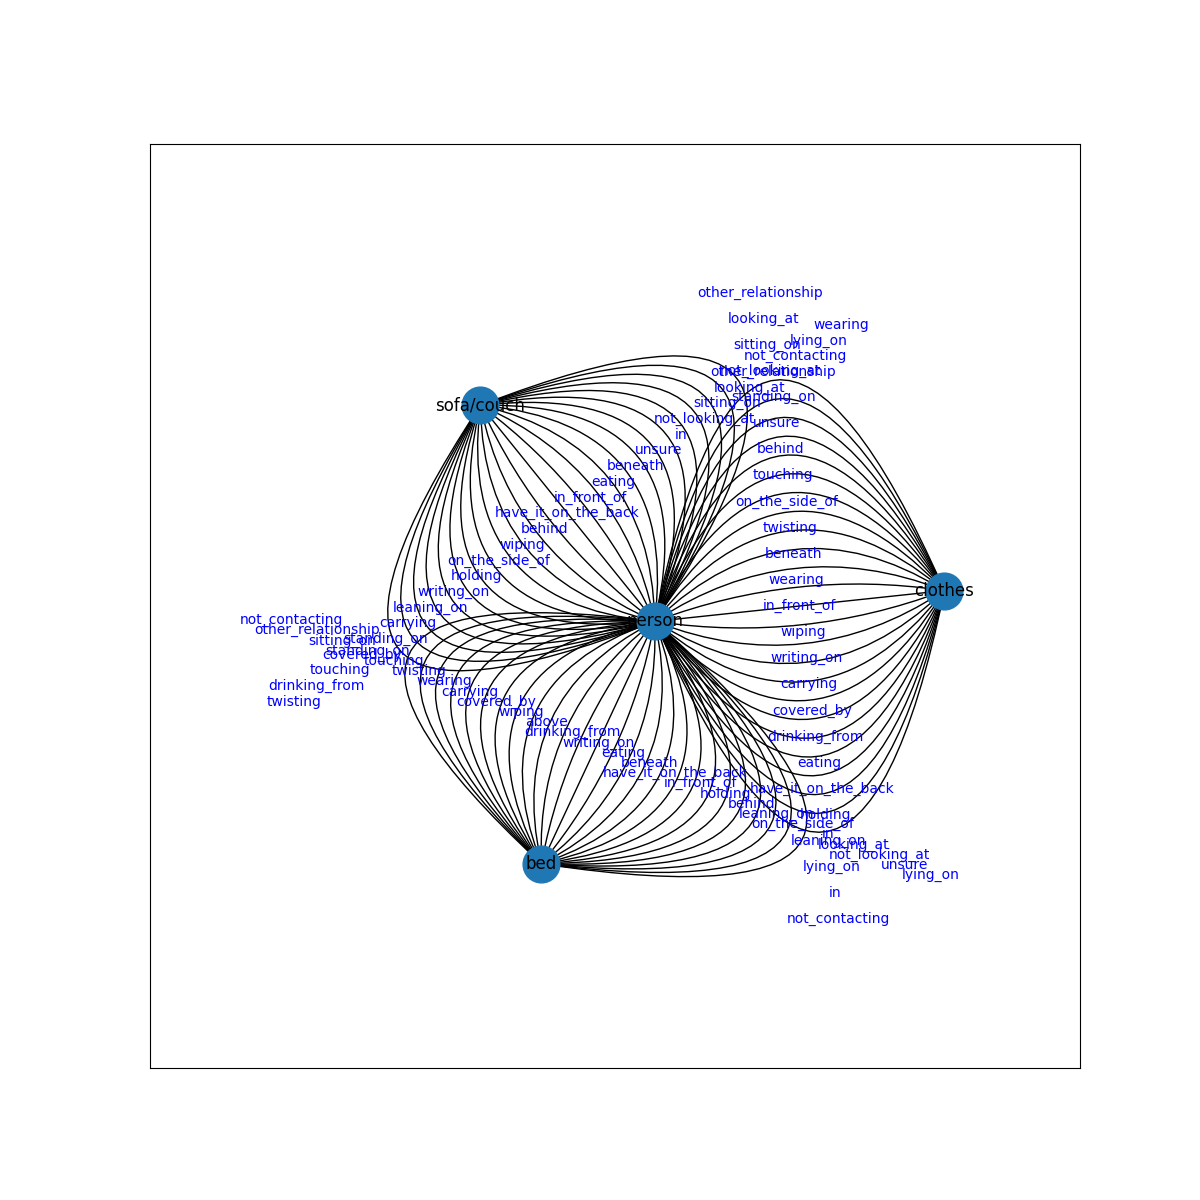 other_relationship
looking_at
wearing
sitting_on
lying_on
not_contacting
not_looking_at
other_relationship
looking_at
standing_on
sitting_on
sofa/couch
not_looking_at
unsure
in
behind
unsure
beneath
touching
eating
in_front_of
on_the_side_of
have_it_on_the_back
twisting
behind
wiping
beneath
on_the_side_of
holding
wearing
writing_on
clothes
leaning_on
in_front_of
not_contacting
carrying
person
other_relationship
wiping
sitting_on
standing_on
standing_on
covered_by
touching
writing_on
touching
twisting
wearing
carrying
drinking_from
carrying
twisting
covered_by
wiping
covered_by
above
drinking_from
drinking_from
writing_on
eating
beneath
eating
have_it_on_the_back
in_front_of
have_it_on_the_back
holding
behind
leaning_on
holding
on_the_side_of
in
leaning_on
looking_at
not_looking_at
bed
lying_on
unsure
lying_on
in
not_contacting